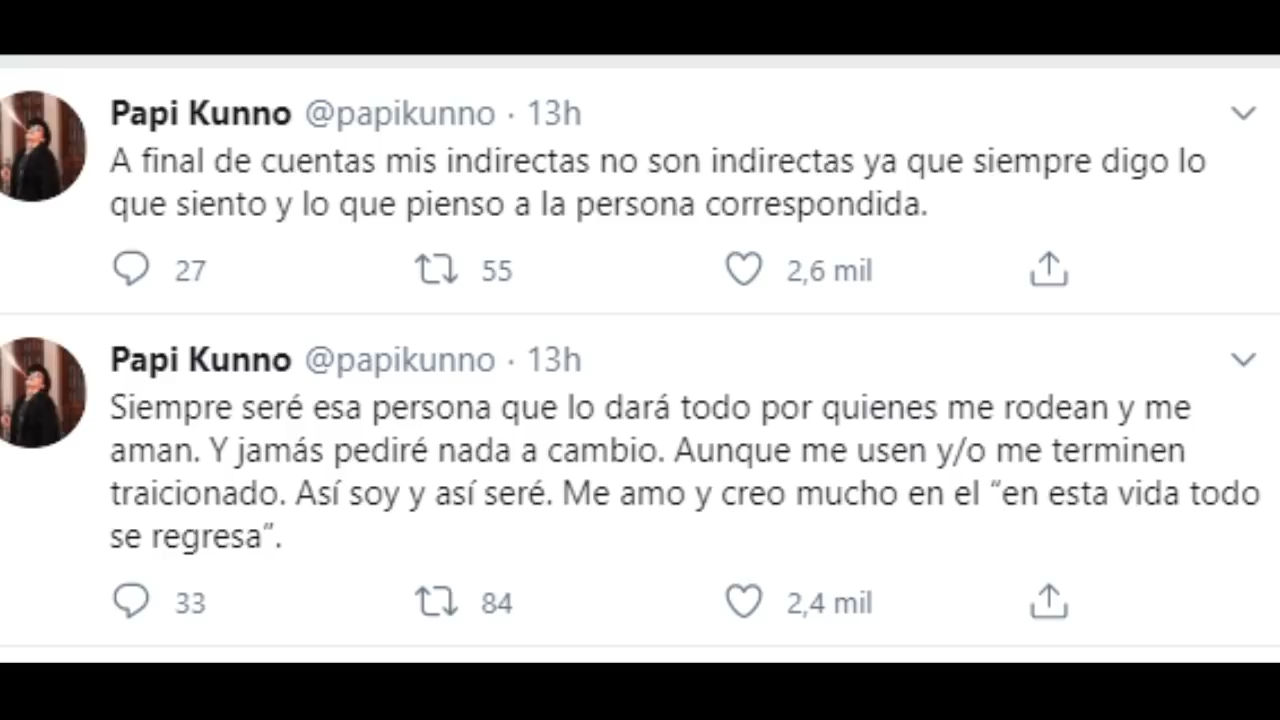 Papi Kunno @papikunno · 13h
A final de cuentas mis indirectas no son indirectas ya que siempre digo lo
que siento y lo que pienso a la persona correspondida.
27 55 2,6 mil
Papi Kunno @papikunno · 13h
Siempre seré esa persona que lo dará todo por quienes me rodean y me
aman. Y jamás pediré nada a cambio. Aunque me usen y/o me terminen
traicionado. Así soy y así seré. Me amo y creo mucho en el “en esta vida todo
se regresa”.
33 84 2,4 mil